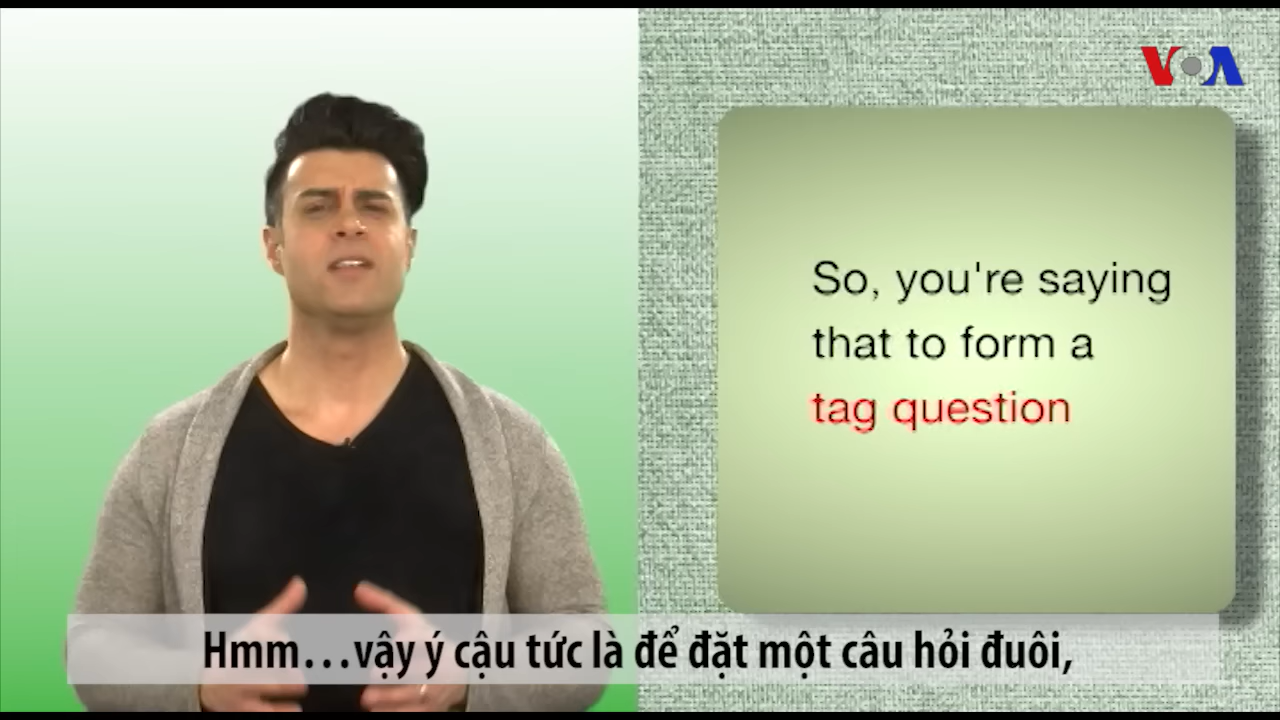 VOA
So, you're saying
that to form a
tag question
Hmm...vậy ý cậu tức là để đặt một câu hỏi đuôi,